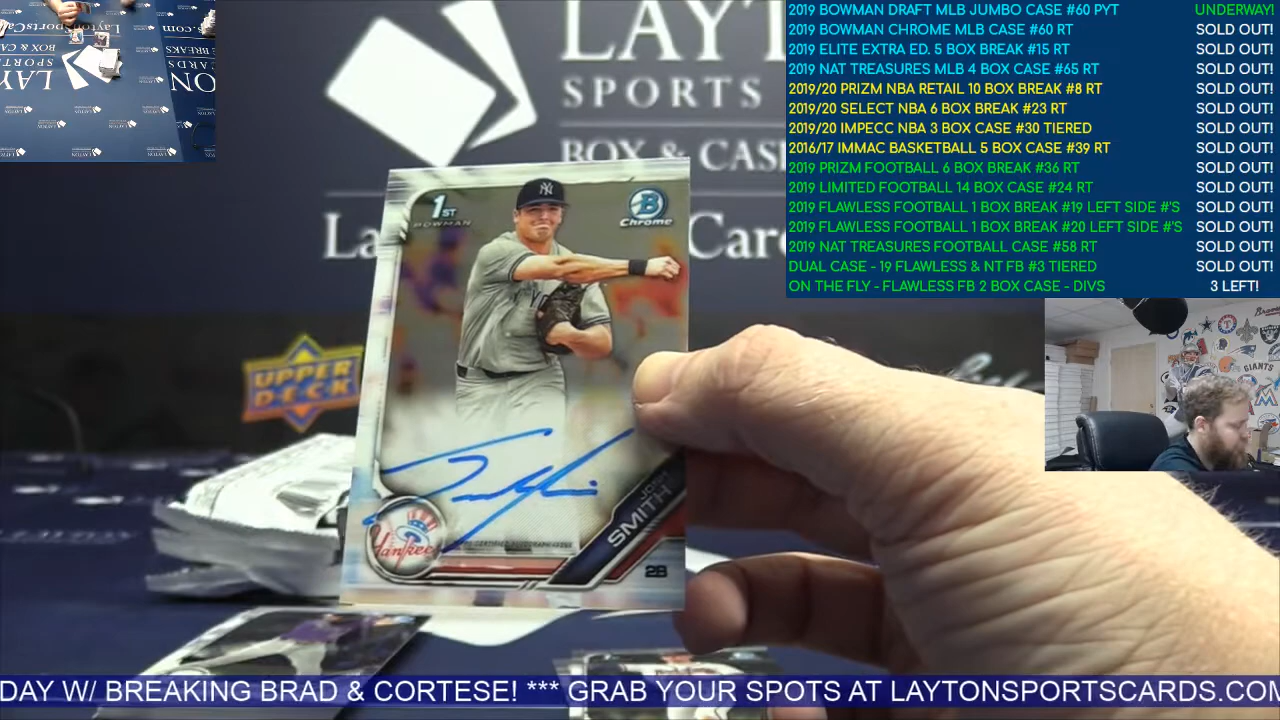 2019 BOWMAN DRAFT MLB JUMBO CASE #60 PYT UNDERWAY!
2019 BOWMAN CHROME MLB CASE #60 RT SOLD OUT!
2019 ELITE EXTRA ED. 5 BOX BREAK #15 RT SOLD OUT!
2019 NAT TREASURES MLB 4 BOX CASE #65 RT SOLD OUT!
2019/20 PRIZM NBA RETAIL 10 BOX BREAK #8 RT SOLD OUT!
2019/20 SELECT NBA 6 BOX BREAK #23 RT SOLD OUT!
2019/20 IMPECC NBA 3 BOX CASE #30 TIERED SOLD OUT!
2016/17 IMMAC BASKETBALL 5 BOX CASE #39 RT SOLD OUT!
2019 PRIZM FOOTBALL 6 BOX BREAK #36 RT SOLD OUT!
2019 LIMITED FOOTBALL 14 BOX CASE #24 RT SOLD OUT!
2019 FLAWLESS FOOTBALL 1 BOX BREAK #19 LEFT SIDE #'S SOLD OUT!
2019 FLAWLESS FOOTBALL 1 BOX BREAK #20 LEFT SIDE #'S SOLD OUT!
2019 NAT TREASURES FOOTBALL CASE #58 RT SOLD OUT!
DUAL CASE - 19 FLAWLESS & NT FB #3 TIERED SOLD OUT!
ON THE FLY - FLAWLESS FB 2 BOX CASE - DIVS 3 LEFT!
LAYT
SPORTS
BOX & CAS
La
Car
UPPER
DECK
1ST
BOWMAN
B
Chrome
Yankees
JOSH
SMITH
2B
GIANTS
DAY W/ BREAKING BRAD & CORTESE! *** GRAB YOUR SPOTS AT LAYTONSPORTSCARDS.COM